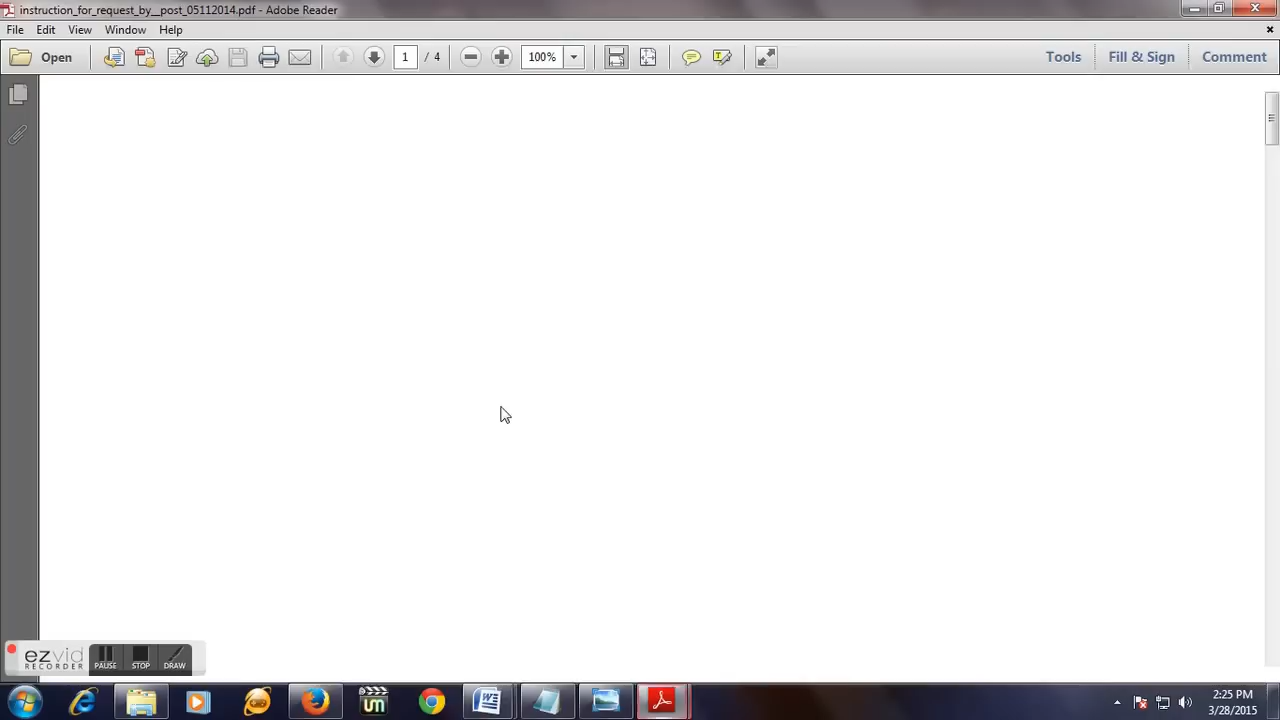 instruction_for_request_by__post_05112014.pdf - Adobe Reader
File Edit View Window Help
Open 1 / 4 100% Tools Fill & Sign Comment
ezvid
RECORDER
PAUSE STOP DRAW
um
2:25 PM
3/28/2015